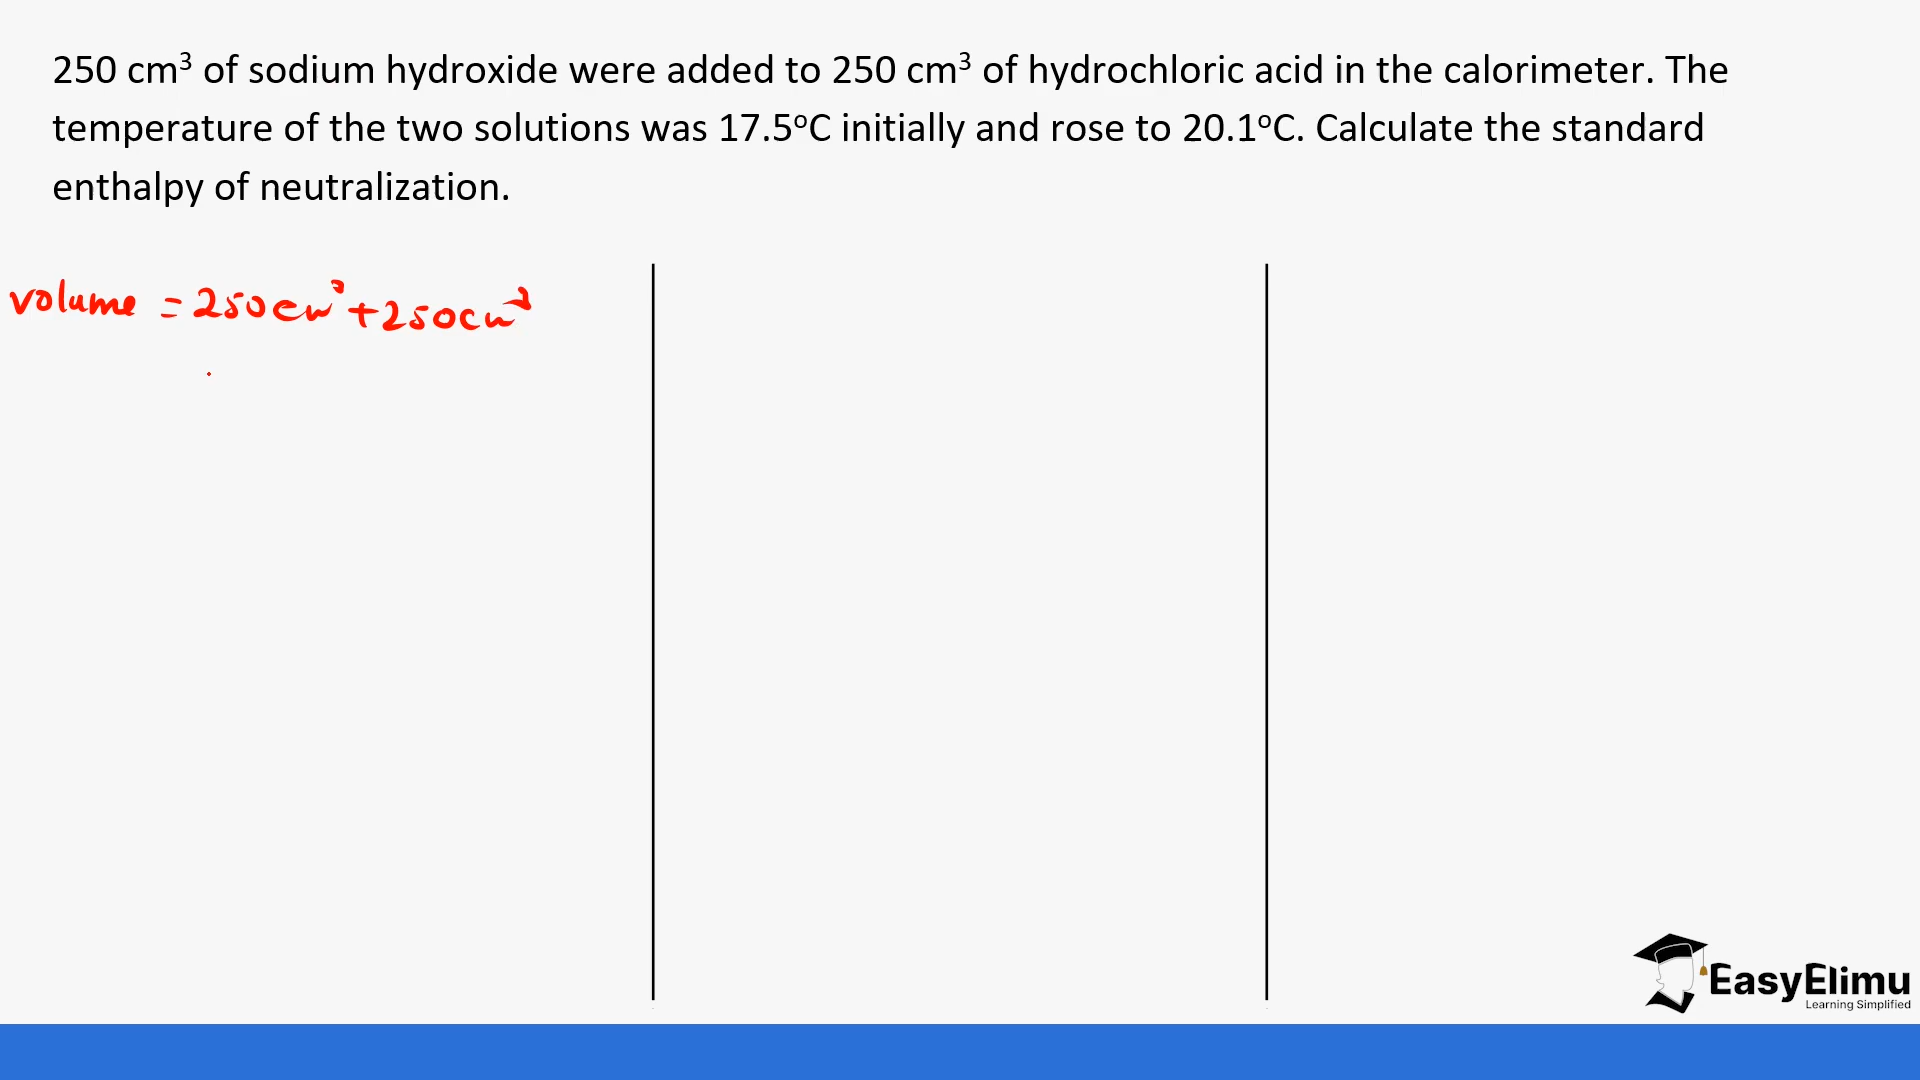 250 cm³ of sodium hydroxide were added to 250 cm³ of hydrochloric acid in the calorimeter. The
temperature of the two solutions was 17.5ºC initially and rose to 20.1ºC. Calculate the standard
enthalpy of neutralization.
volume = 250cm³ + 250cm³
EasyElimu
Learning Simplified